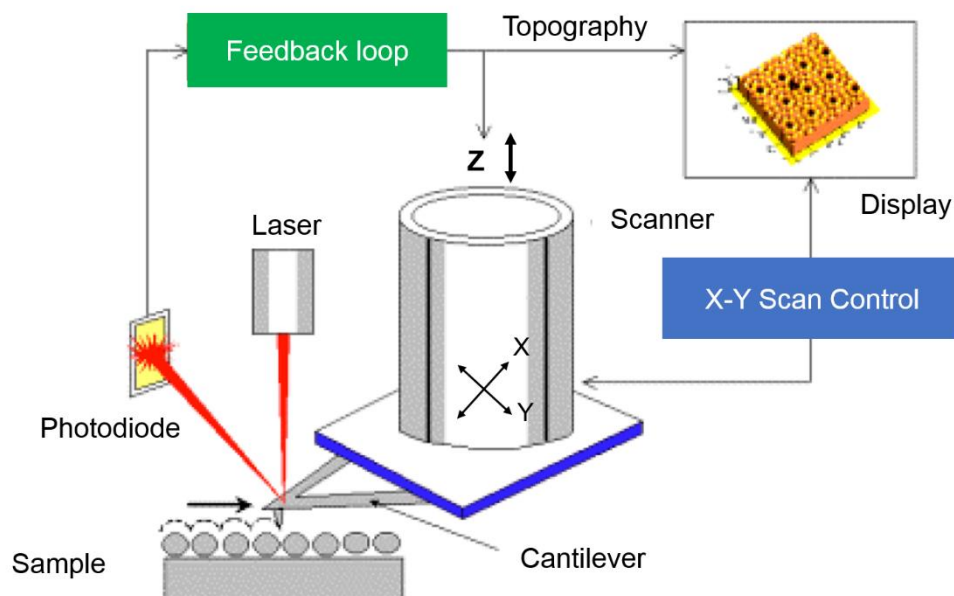 Topography
Feedback loop
Z
Display
Scanner
Laser
X-Y Scan Control
X
Y
Photodiode
Cantilever
Sample